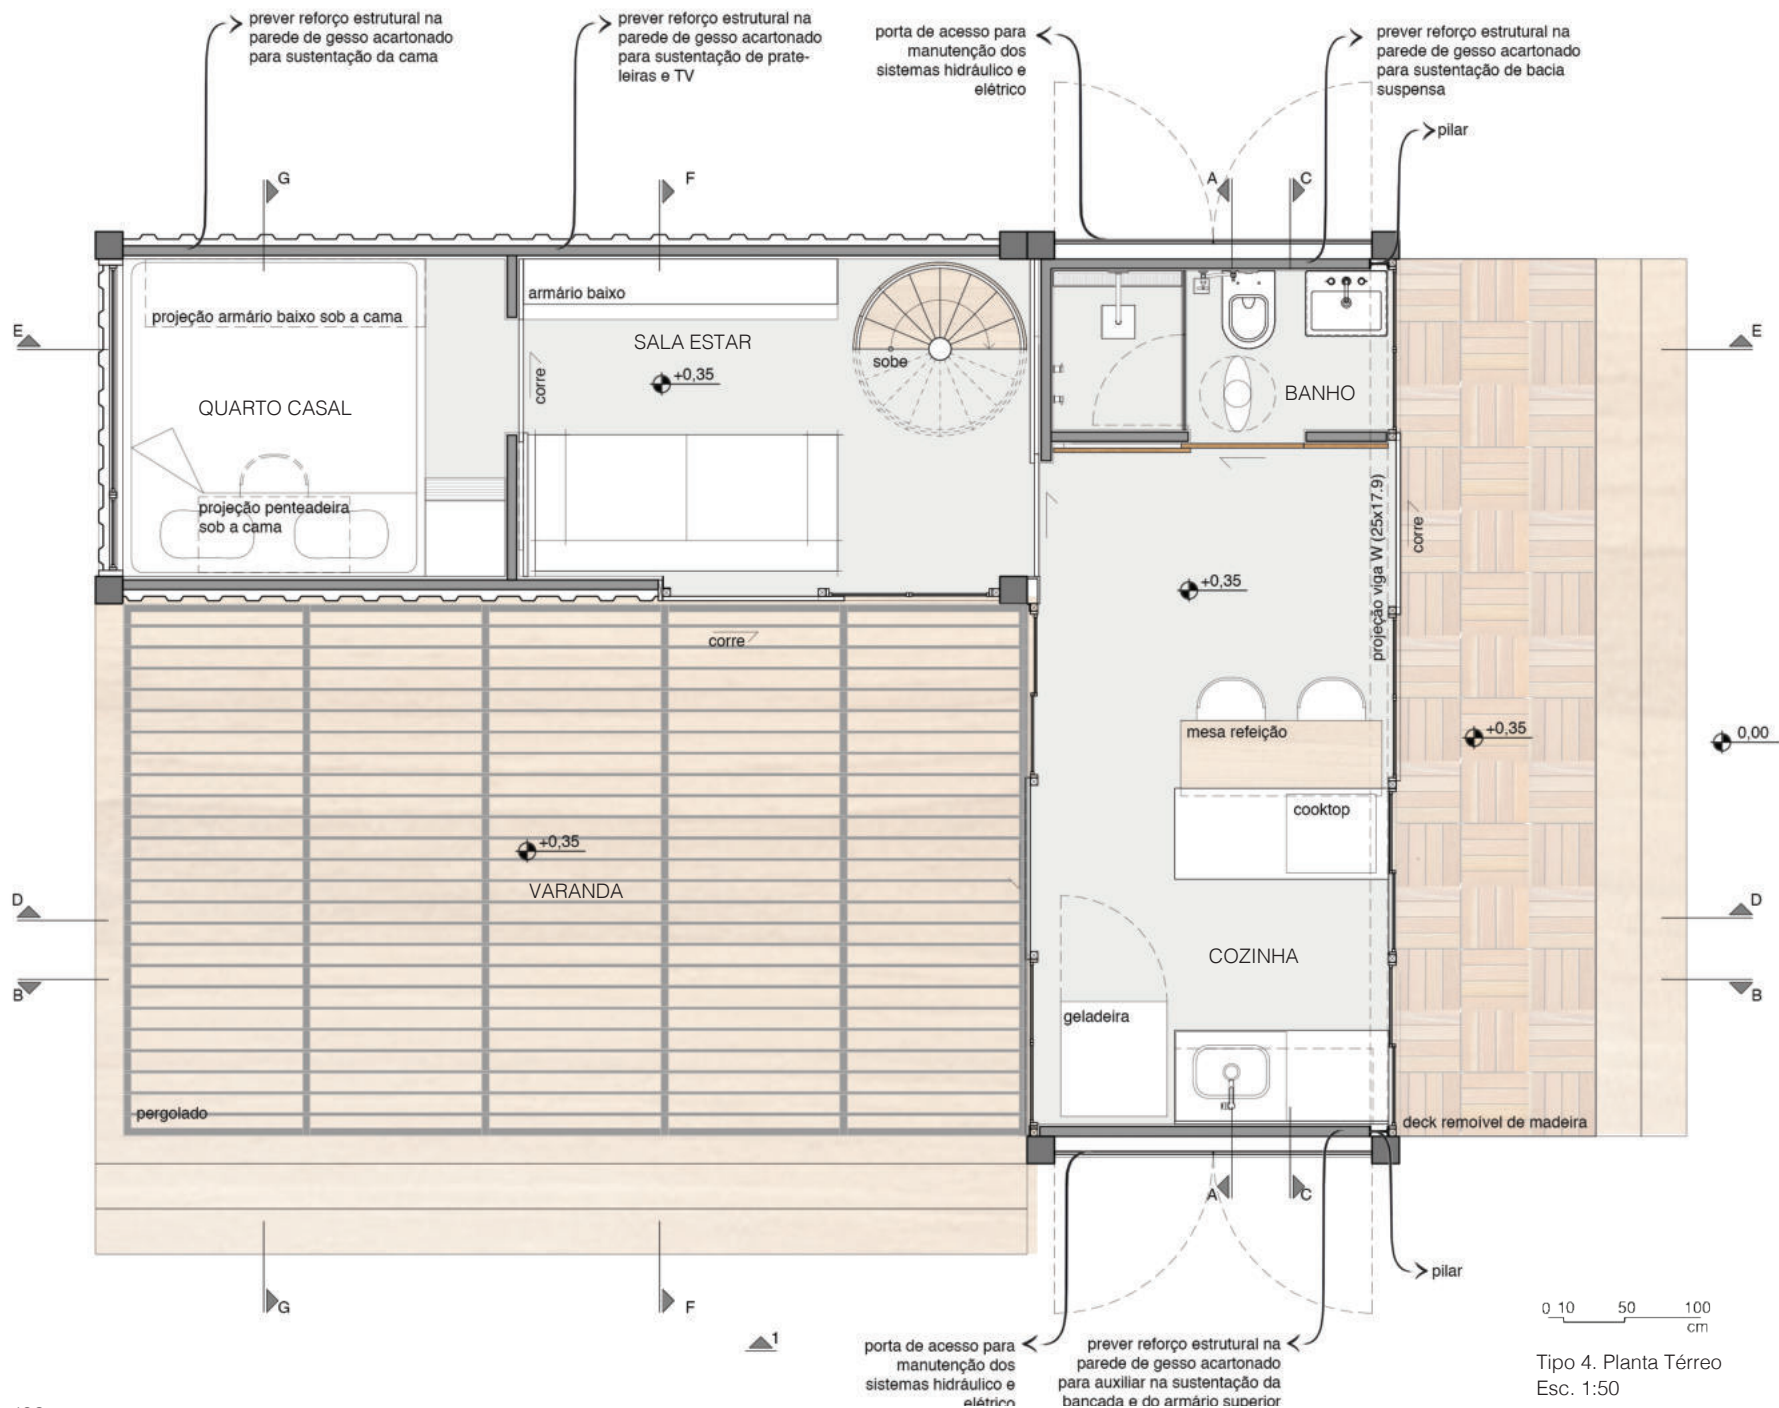 prever reforço estrutural na
parede de gesso acartonado
para sustentação da cama
prever reforço estrutural na
parede de gesso acartonado
para sustentação de prate-
leiras e TV
porta de acesso para
manutenção dos
sistemas hidráulico e
elétrico
prever reforço estrutural na
parede de gesso acartonado
para sustentação de bacia
suspensa
pilar
G
F
A
C
armário baixo
projeção armário baixo sob a cama
E
SALA ESTAR
sobe
E
+0,35
corre
QUARTO CASAL
BANHO
projeção penteadeira
sob a cama
projeção viga W (25x17.9)
corre
+0,35
corre
mesa refeição
+0,35
0,00
cooktop
+0,35
VARANDA
D
D
COZINHA
B
B
geladeira
pergolado
deck removível de madeira
A
C
pilar
G
F
1
porta de acesso para
manutenção dos
sistemas hidráulico e
elétrico
prever reforço estrutural na
parede de gesso acartonado
para auxiliar na sustentação da
bancada e do armário superior
0 10 50 100
cm
Tipo 4. Planta Térreo
Esc. 1:50